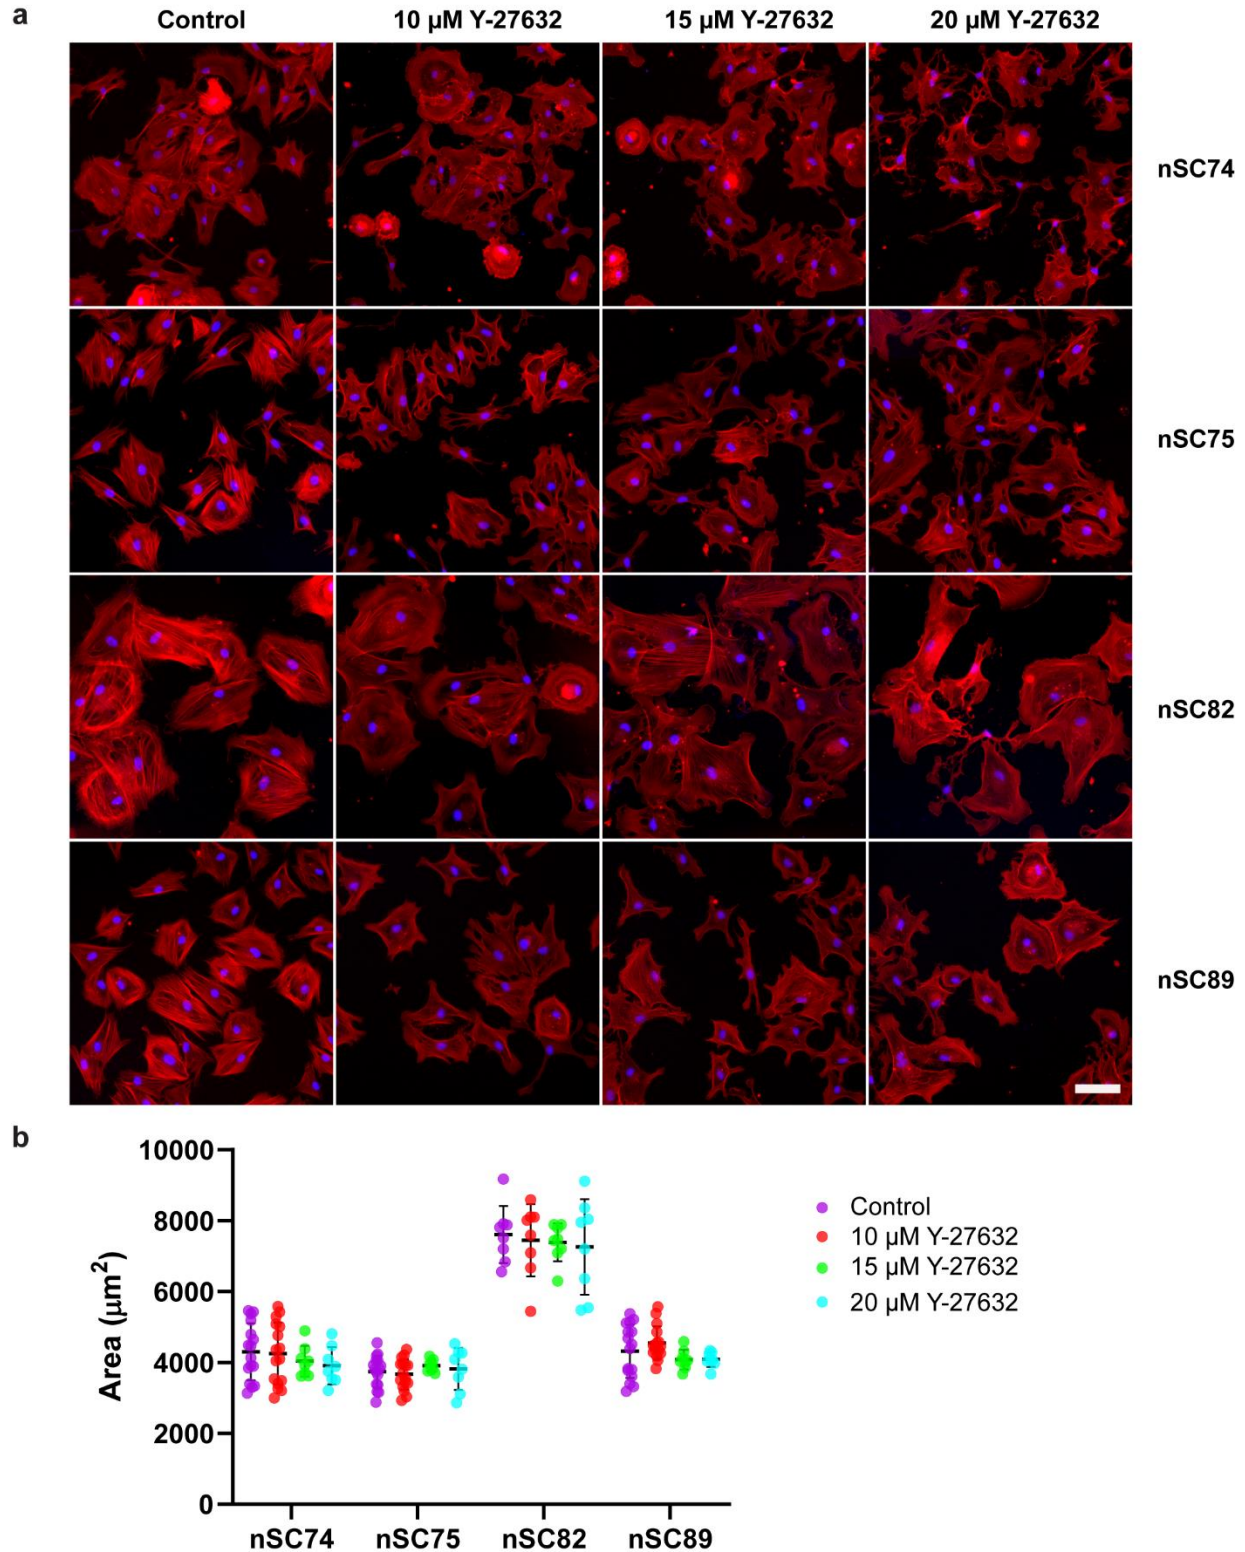 a
Control 10 µM Y-27632 15 µM Y-27632 20 µM Y-27632
nSC74
nSC75
nSC82
nSC89
b
10000
8000
6000
4000
2000
0
Area (µm²)
nSC74 nSC75 nSC82 nSC89
Control
10 µM Y-27632
15 µM Y-27632
20 µM Y-27632